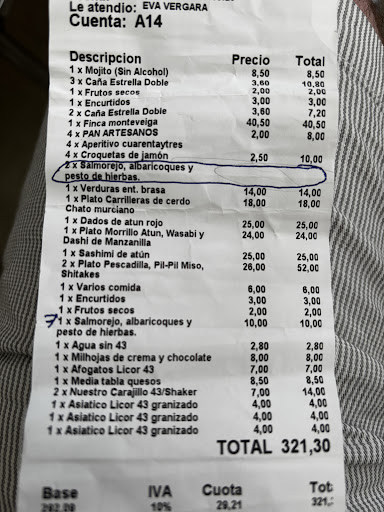 Le atendio: EVA VERGARA
Cuenta: A14
Descripcion Precio Total
1 x Mojito (Sin Alcohol) 8,50 8,50
3 x Caña Estrella Doble 3,60 10,80
1 x Frutos secos 2,00 2,00
1 x Encurtidos 3,00 3,00
2 x Caña Estrella Doble 3,60 7,20
1 x Finca monteveiga 40,50 40,50
4 x PAN ARTESANOS 2,00 8,00
4 x Aperitivo cuarentaytres
4 x Croquetas de jamón 2,50 10,00
2 x Salmorejo, albaricoques y
pesto de hierbas.
1 x Verduras ent. brasa 14,00 14,00
1 x Plato Carrilleras de cerdo 18,00 18,00
Chato murciano
1 x Dados de atun rojo 25,00 25,00
1 x Plato Morrillo Atun, Wasabi y 24,00 24,00
Dashi de Manzanilla
1 x Sashimi de atún 25,00 25,00
2 x Plato Pescadilla, Pil-Pil Miso, 26,00 52,00
Shitakes
1 x Varios comida 6,00 6,00
1 x Encurtidos 3,00 3,00
1 x Frutos secos 2,00 2,00
1 x Salmorejo, albaricoques y 10,00 10,00
pesto de hierbas.
1 x Agua sin 43 2,80 2,80
1 x Milhojas de crema y chocolate 8,00 8,00
1 x Afogatos Licor 43 7,00 7,00
1 x Media tabla quesos 8,50 8,50
2 x Nuestro Carajillo 43/Shaker 7,00 14,00
1 x Asiatico Licor 43 granizado 4,00 4,00
1 x Asiatico Licor 43 granizado 4,00 4,00
1 x Asiatico Licor 43 granizado 4,00 4,00
TOTAL 321,30
Base IVA Cuota Tot
292,09 10% 29,21 321,